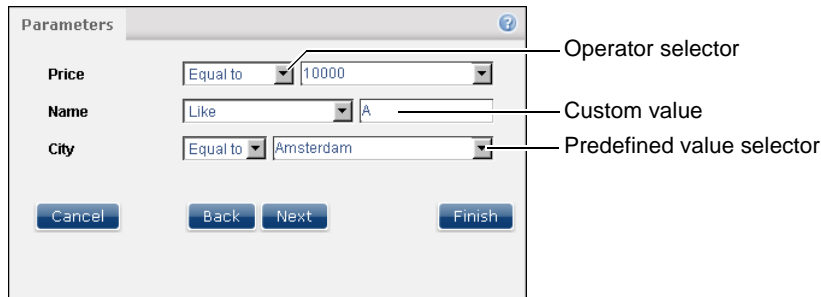 Parameters
Operator selector
Price Equal to 10000
Name Like A Custom value
City Equal to Amsterdam Predefined value selector
Cancel Back Next Finish